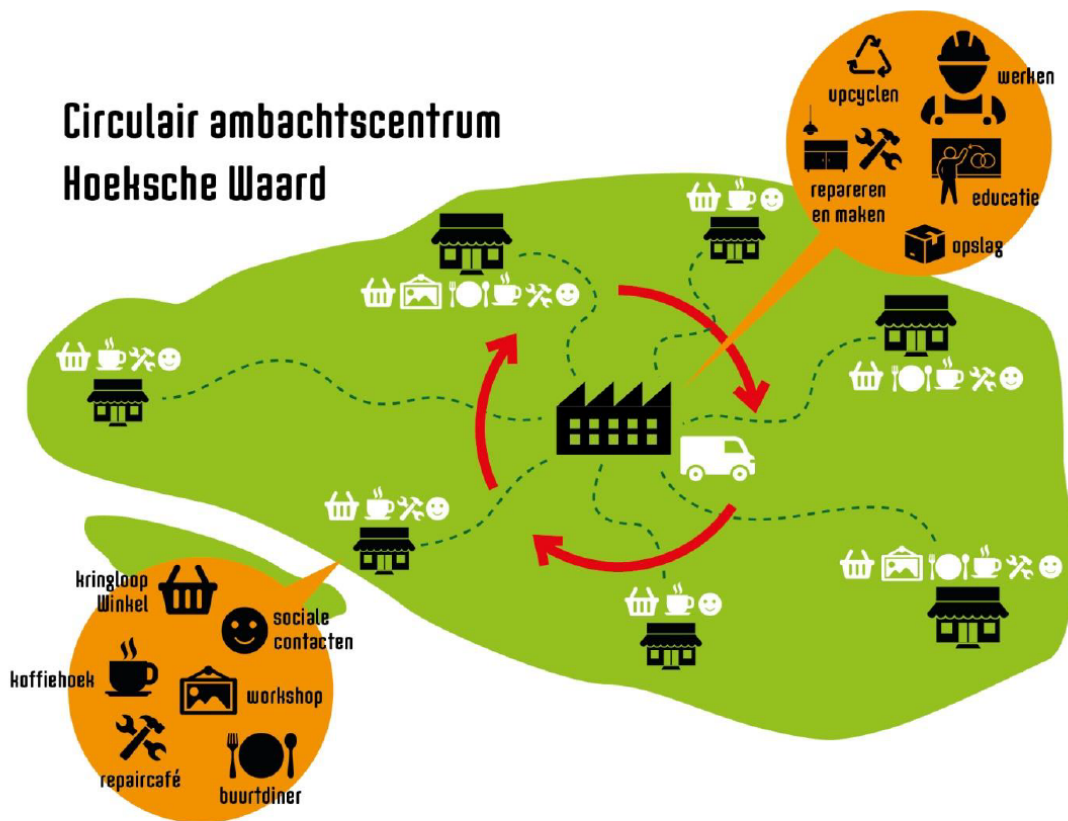 Circulair ambachtscentrum
Hoeksche Waard
upcyclen
werken
repareren
en maken
educatie
opslag
kringloop
Winkel
sociale
contacten
koffiehoek
workshop
repaircafé
buurtdiner